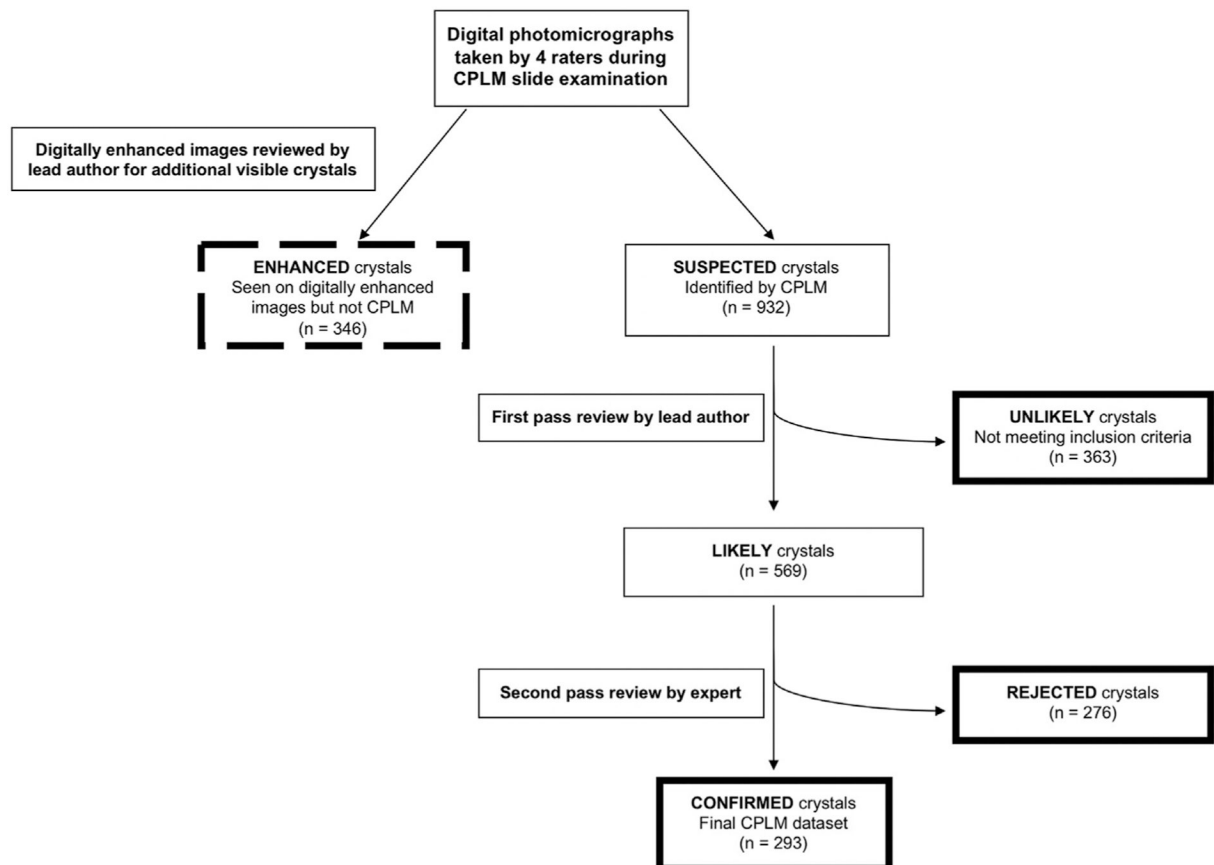 Digital photomicrographs
taken by 4 raters during
CPLM slide examination
Digitally enhanced images reviewed by
lead author for additional visible crystals
ENHANCED crystals
Seen on digitally enhanced
images but not CPLM
(n = 346)
SUSPECTED crystals
Identified by CPLM
(n = 932)
First pass review by lead author
UNLIKELY crystals
Not meeting inclusion criteria
(n = 363)
LIKELY crystals
(n = 569)
Second pass review by expert
REJECTED crystals
(n = 276)
CONFIRMED crystals
Final CPLM dataset
(n = 293)